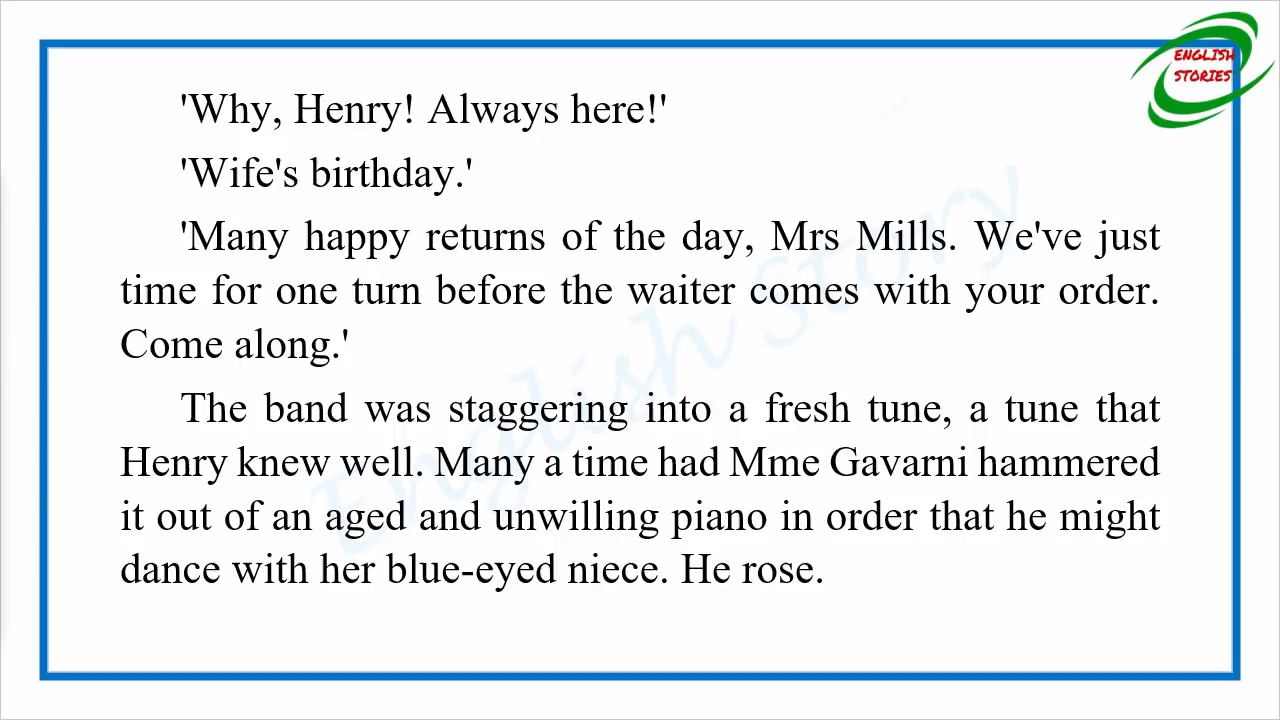 ENGLISH
STORIES
'Why, Henry! Always here!'
'Wife's birthday.'
'Many happy returns of the day, Mrs Mills. We've just
time for one turn before the waiter comes with your order.
Come along.'
The band was staggering into a fresh tune, a tune that
Henry knew well. Many a time had Mme Gavarni hammered
it out of an aged and unwilling piano in order that he might
dance with her blue-eyed niece. He rose.
English Story